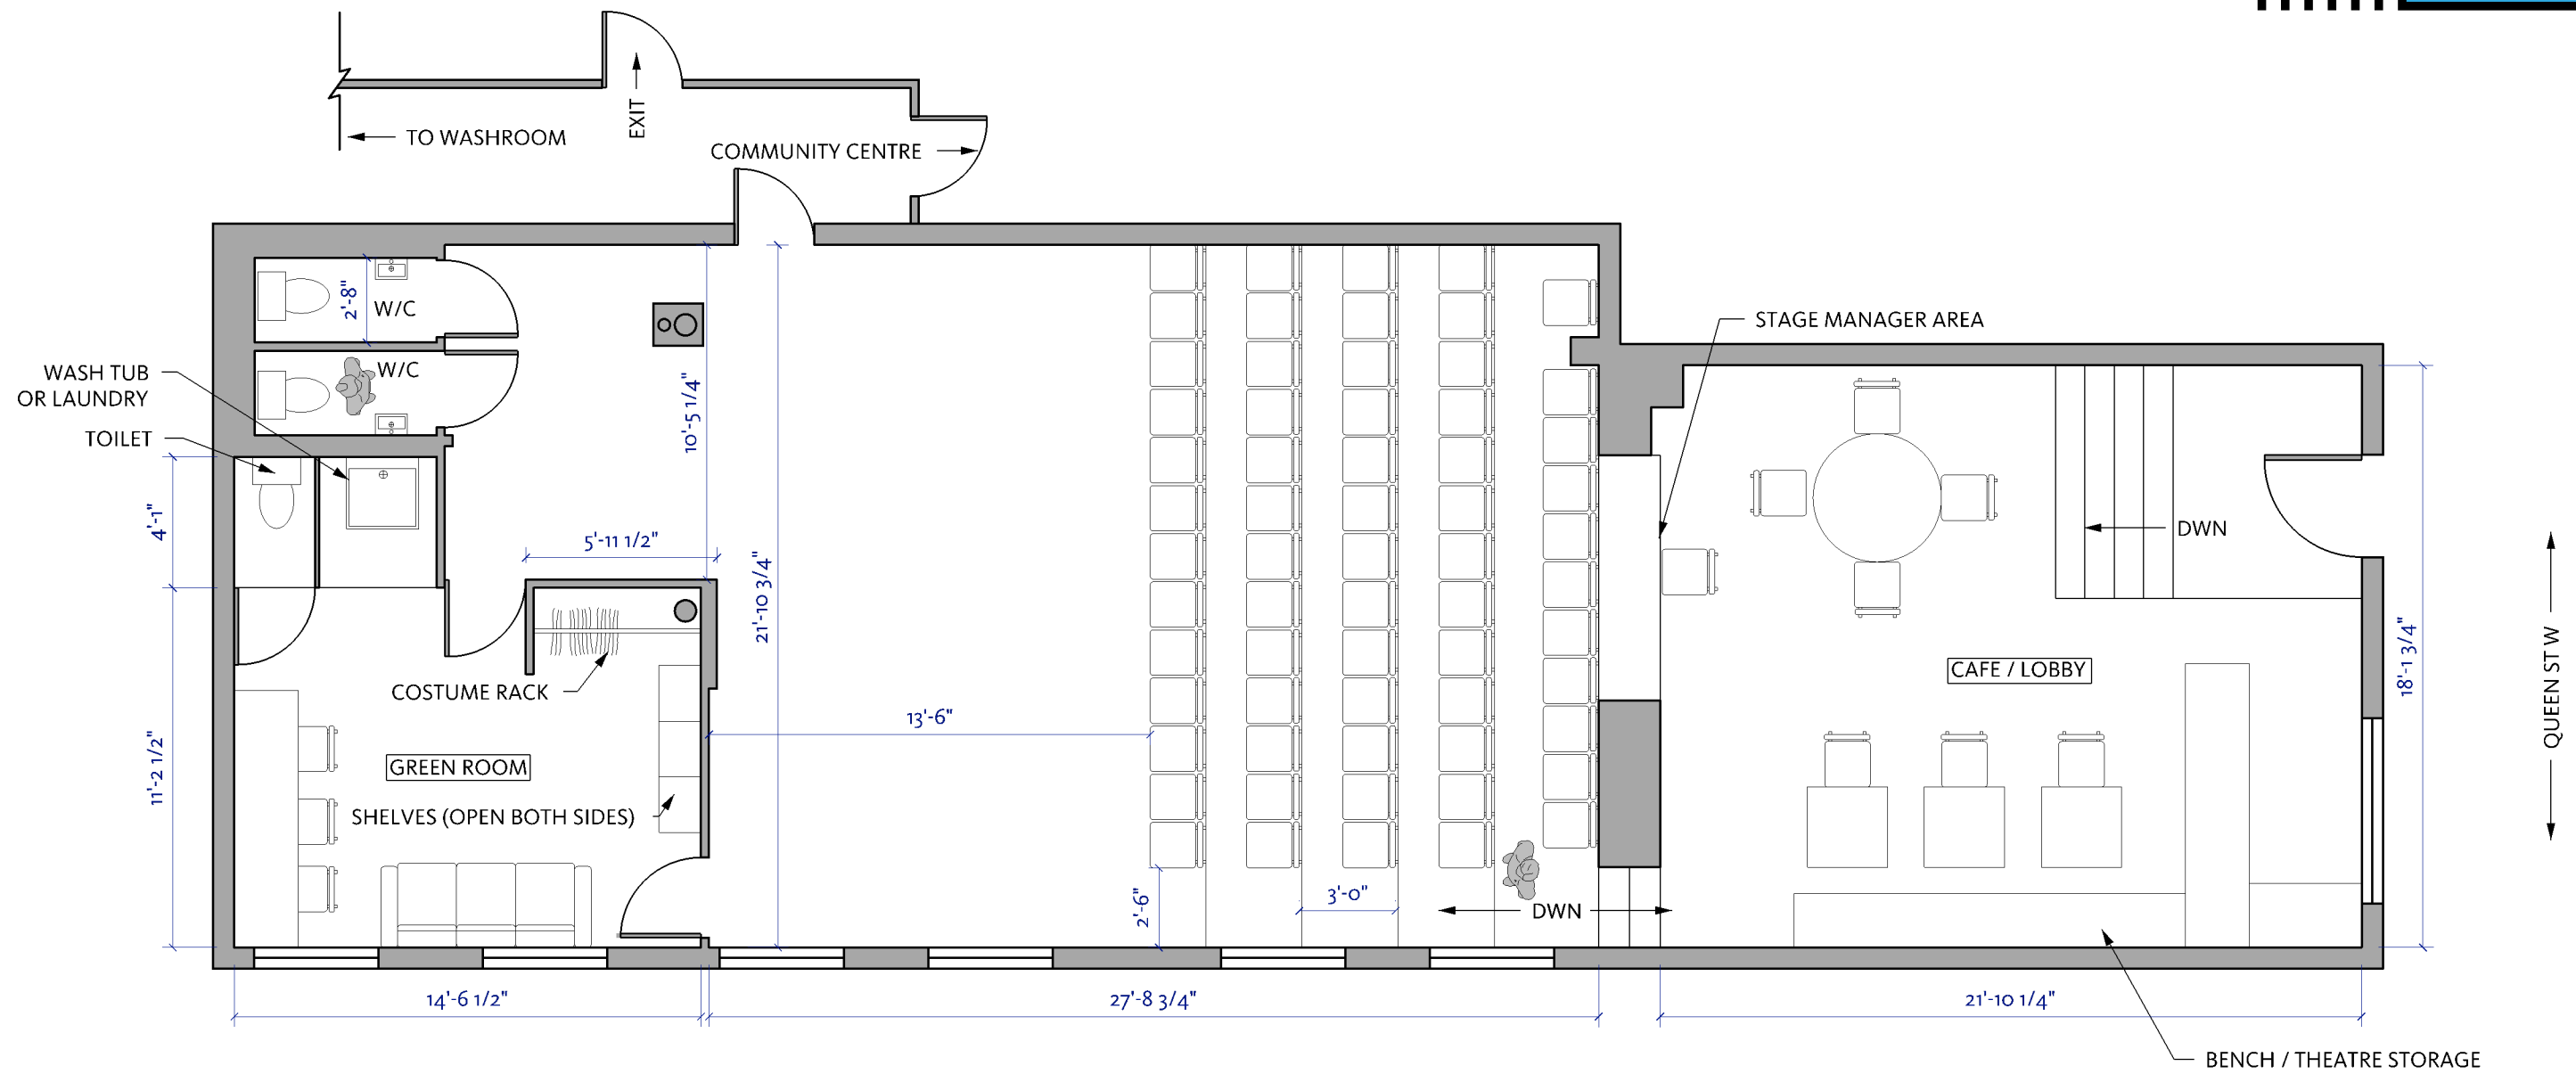 EXIT
TO WASHROOM
COMMUNITY CENTRE
2'-8"
W/C
W/C
STAGE MANAGER AREA
WASH TUB
OR LAUNDRY
TOILET
10'-5 1/4"
4'-1"
5'-11 1/2"
21'-10 3/4"
DWN
COSTUME RACK
CAFE / LOBBY
18'-1 3/4"
QUEEN ST W
13'-6"
11'-2 1/2"
GREEN ROOM
SHELVES (OPEN BOTH SIDES)
2'-6"
3'-0"
DWN
14'-6 1/2"
27'-8 3/4"
21'-10 1/4"
BENCH / THEATRE STORAGE